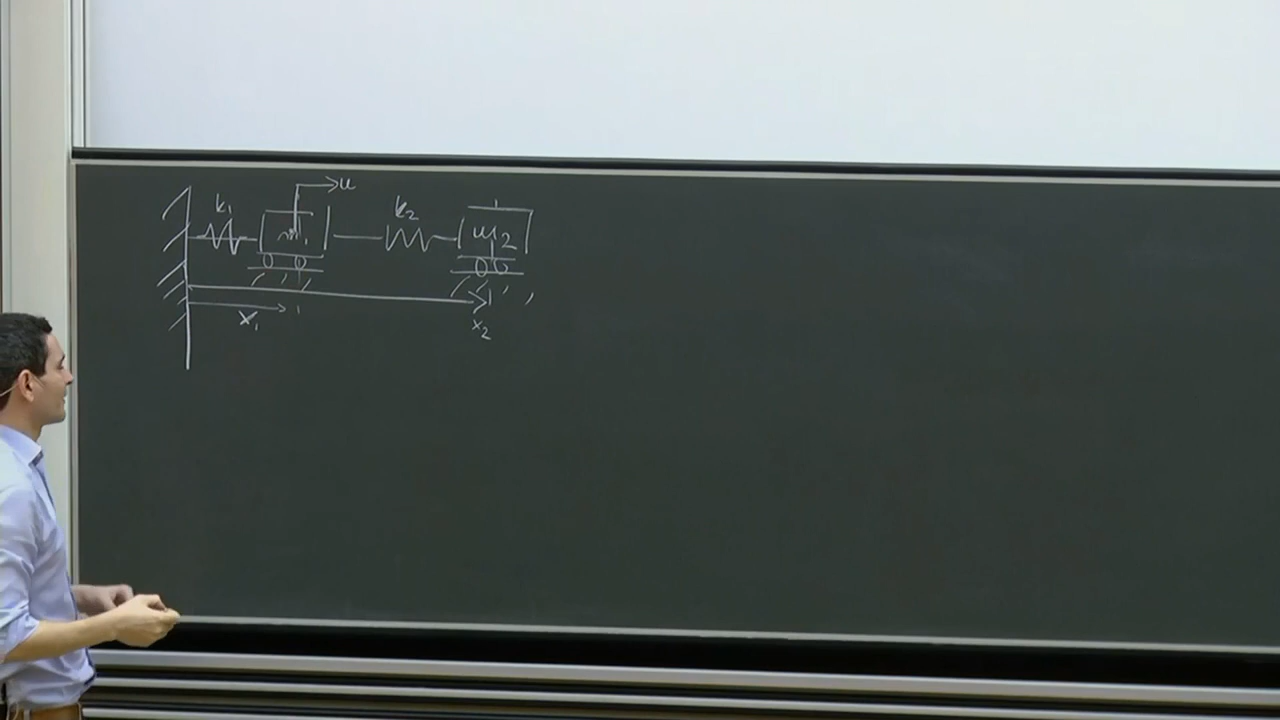 u
k₁ k₂
m₁ m₂
x₁
x₂